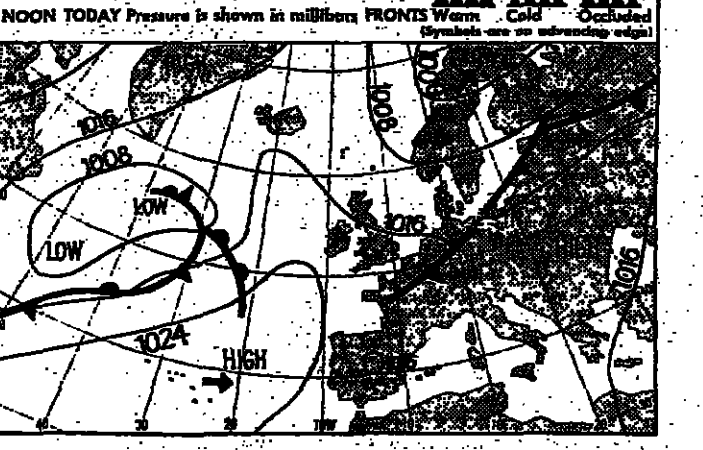 NOON TODAY Pressure is shown in millibars FRONTS Warm Cold Occluded
(Symbols are on advancing edge)
1016
1008
1008
1016
LOW
LOW
1016
1024
HIGH
40
30
20
10W